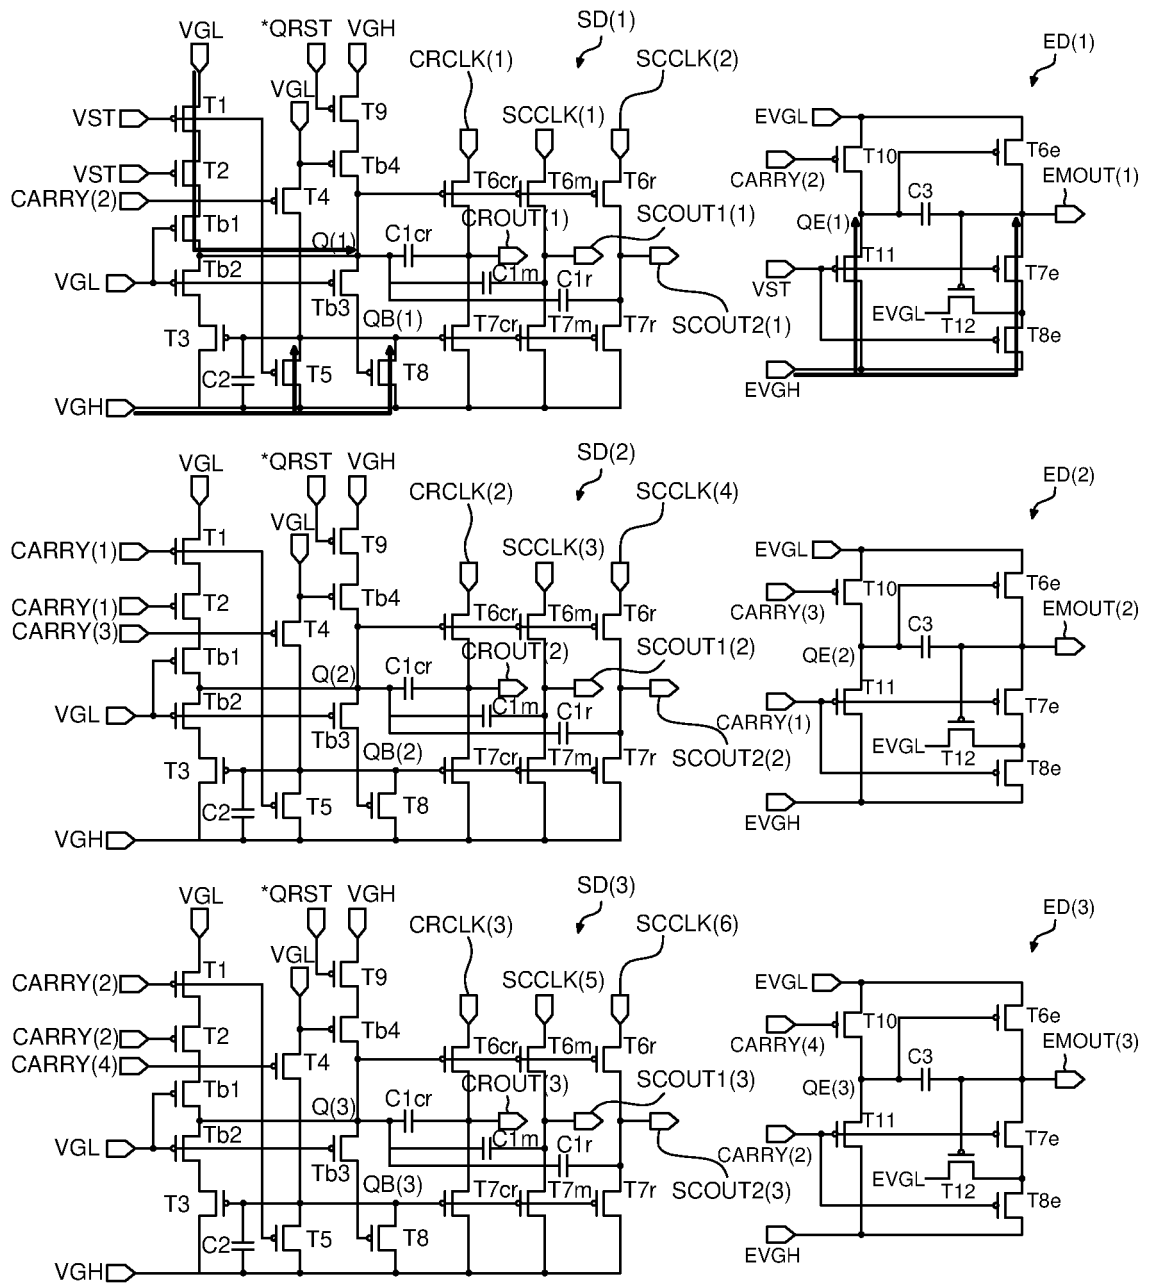 SD(1)
VGL *QRST VGH
CRCLK(1) SCCLK(2) ED(1)
VGL
VST T1 T9 SCCLK(1) EVGL
VST T2 Tb4 T10 T6e
CARRY(2) T4 T6cr T6m T6r CARRY(2) C3 EMOUT(1)
Tb1 Q(1) C1cr CROUT(1) SCOUT1(1) QE(1)
VGL Tb2 Tb3 C1m C1r VST T11 T7e
T3 QB(1) T7cr T7m T7r SCOUT2(1) EVGL T12 T8e
C2 T5 T8 EVGH
VGH
SD(2)
VGL *QRST VGH
CRCLK(2) SCCLK(4) ED(2)
VGL
CARRY(1) T1 T9 SCCLK(3) EVGL
CARRY(1) T2 Tb4 T10 T6e
CARRY(3) T4 T6cr T6m T6r CARRY(3) C3 EMOUT(2)
Tb1 Q(2) C1cr CROUT(2) SCOUT1(2) QE(2)
VGL Tb2 Tb3 C1m C1r CARRY(1) T11 T7e
T3 QB(2) T7cr T7m T7r SCOUT2(2) EVGL T12 T8e
C2 T5 T8 EVGH
VGH
SD(3)
VGL *QRST VGH
CRCLK(3) SCCLK(6) ED(3)
VGL
CARRY(2) T1 T9 SCCLK(5) EVGL
CARRY(2) T2 Tb4 T10 T6e
CARRY(4) T4 T6cr T6m T6r CARRY(4) C3 EMOUT(3)
Tb1 Q(3) C1cr CROUT(3) SCOUT1(3) QE(3)
VGL Tb2 Tb3 C1m C1r CARRY(2) T11 T7e
T3 QB(3) T7cr T7m T7r SCOUT2(3) EVGL T12 T8e
C2 T5 T8 EVGH
VGH